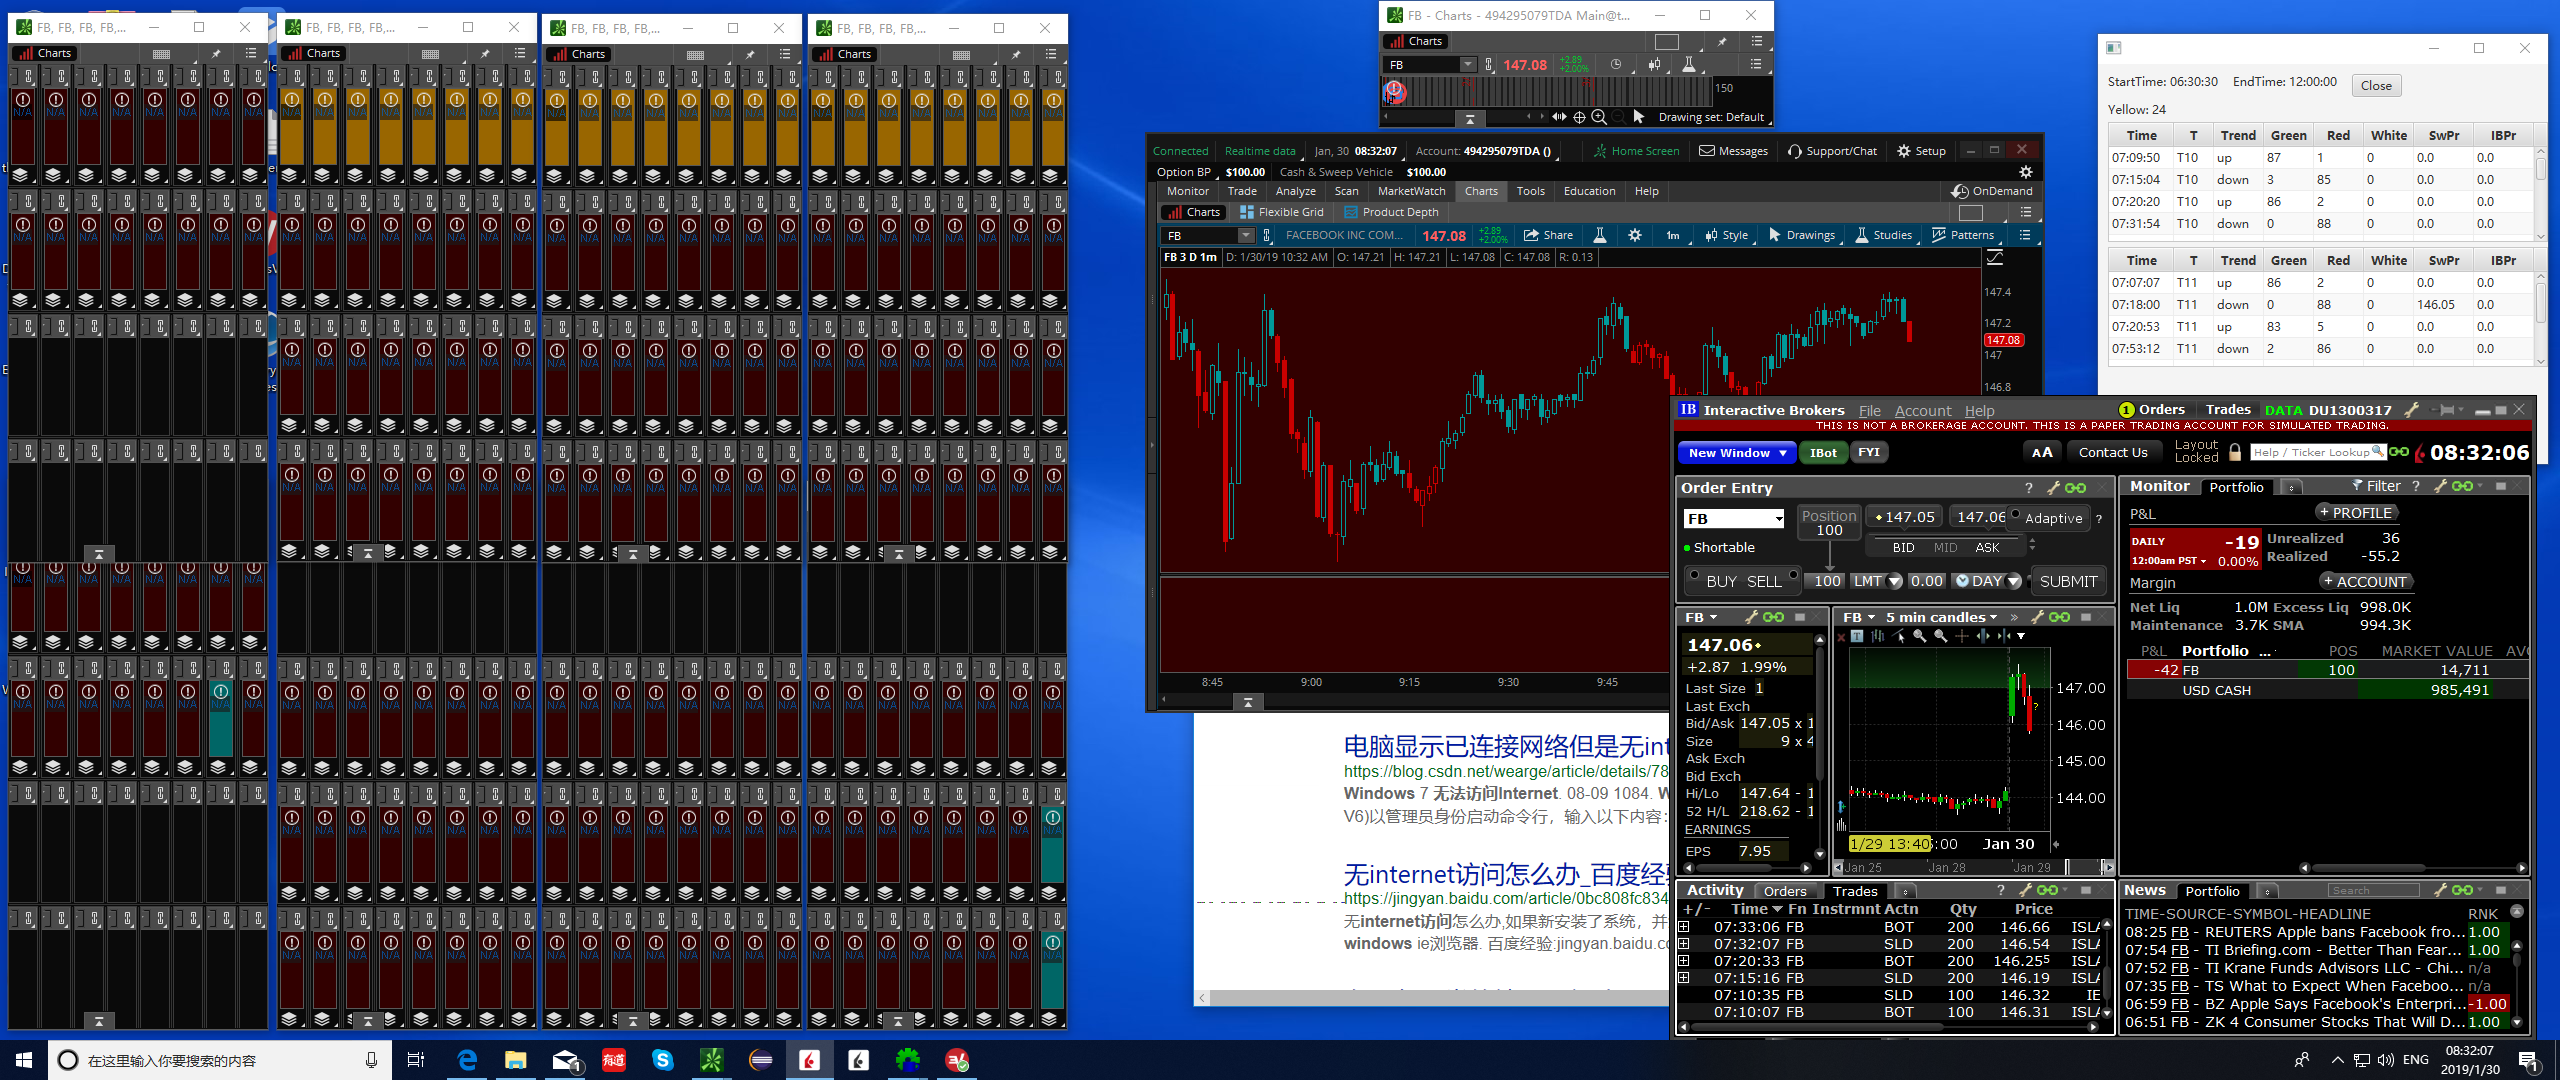 FB, FB, FB, FB,...
Charts
FB, FB, FB, FB,...
Charts
FB, FB, FB, FB,...
Charts
FB, FB, FB, FB,...
Charts
FB - Charts - 494295079TDA Main@t...
Charts
FB 147.08 +2.89 +2.00%
150
Drawing set: Default
Connected Realtime data Jan, 30 08:32:07 Account: 494295079TDA () Home Screen Messages Support/Chat Setup
Option BP $100.00 Cash & Sweep Vehicle $100.00
Monitor Trade Analyze Scan MarketWatch Charts Tools Education Help OnDemand
Charts Flexible Grid Product Depth
FB FACEBOOK INC COM... 147.08 +2.89 +2.00% Share 1m Style Drawings Studies Patterns
FB 3 D 1m D: 1/30/19 10:32 AM O: 147.21 H: 147.21 L: 147.08 C: 147.08 R: 0.13
147.4
147.2
147.08
147
146.8
8:45 9:00 9:15 9:30 9:45
StartTime: 06:30:30 EndTime: 12:00:00 Close
Yellow: 24
Time T Trend Green Red White SwPr IBPr
07:09:50 T10 up 87 1 0 0.0 0.0
07:15:04 T10 down 3 85 0 0.0 0.0
07:20:20 T10 up 86 2 0 0.0 0.0
07:31:54 T10 down 0 88 0 0.0 0.0
Time T Trend Green Red White SwPr IBPr
07:07:07 T11 up 86 2 0 0.0 0.0
07:18:00 T11 down 0 88 0 146.05 0.0
07:20:53 T11 up 83 5 0 0.0 0.0
07:53:12 T11 down 2 86 0 0.0 0.0
IB Interactive Brokers File Account Help 1 Orders Trades DATA DU1300317
THIS IS NOT A BROKERAGE ACCOUNT. THIS IS A PAPER TRADING ACCOUNT FOR SIMULATED TRADING.
New Window IBot FYI AA Contact Us Layout Locked Help / Ticker Lookup 08:32:06
Order Entry ?
FB Position 100 147.05 147.06 Adaptive ?
Shortable BID MID ASK
BUY SELL 100 LMT 0.00 DAY SUBMIT
FB
147.06
+2.87 1.99%
Last Size 1
Last Exch
Bid/Ask 147.05 x 1
Size 9 x 4
Ask Exch
Bid Exch
Hi/Lo 147.64 - 1
52 H/L 218.62 - 1
EARNINGS
EPS 7.95
FB 5 min candles »
147.00
146.00
145.00
144.00
1/29 13:40 5:00 Jan 30
Jan 25 Jan 28 Jan 29
Monitor Portfolio Filter ?
P&L + PROFILE
DAILY -19 Unrealized 36
12:00am PST 0.00% Realized -55.2
Margin + ACCOUNT
Net Liq 1.0M Excess Liq 998.0K
Maintenance 3.7K SMA 994.3K
P&L Portfolio ... POS MARKET VALUE AVG
-42 FB 100 14,711
USD CASH 985,491
Activity Orders Trades ?
+/- Time Fn Instrmnt Actn Qty Price
07:33:06 FB BOT 200 146.66 ISLA
07:32:07 FB SLD 200 146.54 ISLA
07:20:33 FB BOT 200 146.255 ISLA
07:15:16 FB SLD 200 146.19 ISLA
07:10:35 FB SLD 100 146.32 IE
07:10:07 FB BOT 100 146.31 ISLA
News Portfolio Search
TIME-SOURCE-SYMBOL-HEADLINE RNK
08:25 FB - REUTERS Apple bans Facebook fro... 1.00
07:54 FB - TI Briefing.com - Better Than Fear... 1.00
07:52 FB - TI Krane Funds Advisors LLC - Chi... n/a
07:35 FB - TS What to Expect When Faceboo... n/a
06:59 FB - BZ Apple Says Facebook's Enterpri... -1.00
06:51 FB - ZK 4 Consumer Stocks That Will D... 1.00
电脑显示已连接网络但是无int
https://blog.csdn.net/wearge/article/details/78
Windows 7 无法访问Internet. 08-09 1084.
V6)以管理员身份启动命令行，输入以下内容：
无internet访问怎么办_百度经
https://jingyan.baidu.com/article/0bc808fc834
无internet访问怎么办,如果新安装了系统，并
windows ie浏览器. 百度经验:jingyan.baidu.c
在这里输入你要搜索的内容
ENG
08:32:07
2019/1/30